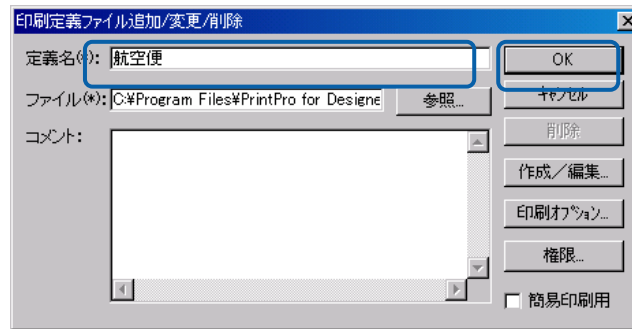 印刷定義ファイル追加/変更/削除
定義名(*): 航空便
OK
ファイル(*): C:¥Program Files¥PrintPro for Designe
参照...
キャンセル
コメント:
削除
作成／編集...
印刷オプション...
権限...
簡易印刷用